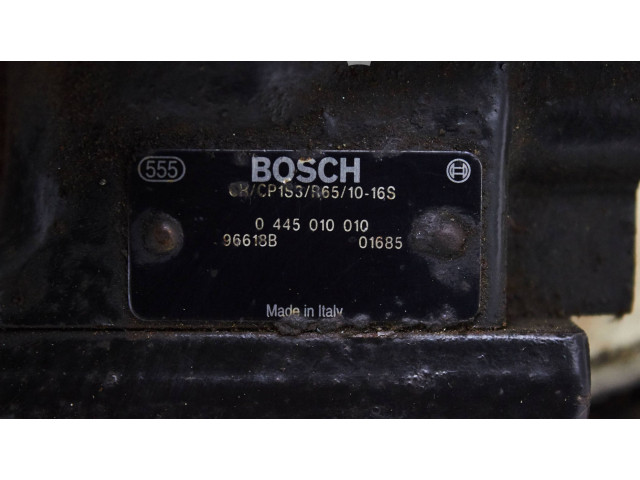 555 BOSCH
CR/CP1S3/R65/10-16S
0 445 010 010
96618B 01685
Made in Italy